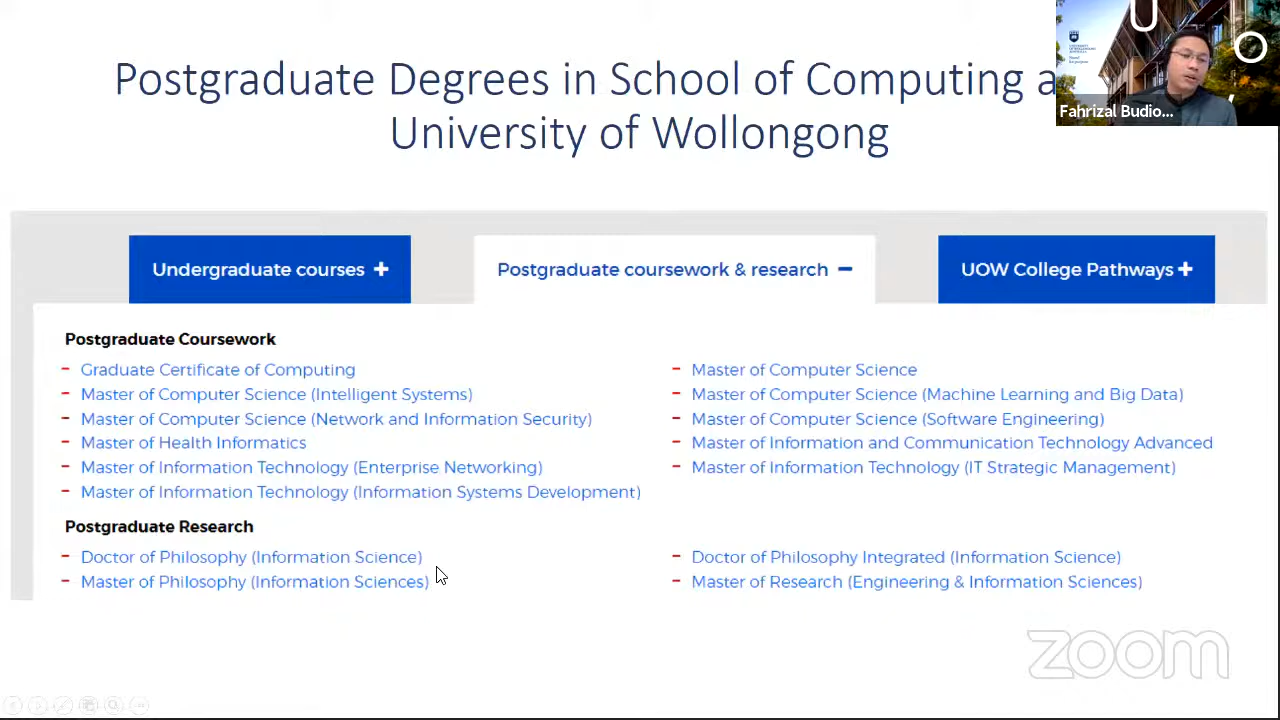 Postgraduate Degrees in School of Computing a
University of Wollongong
U
O
Fahrizal Budio...
Undergraduate courses +
Postgraduate coursework & research −
UOW College Pathways +
Postgraduate Coursework
- Graduate Certificate of Computing
- Master of Computer Science (Intelligent Systems)
- Master of Computer Science (Network and Information Security)
- Master of Health Informatics
- Master of Information Technology (Enterprise Networking)
- Master of Information Technology (Information Systems Development)
- Master of Computer Science
- Master of Computer Science (Machine Learning and Big Data)
- Master of Computer Science (Software Engineering)
- Master of Information and Communication Technology Advanced
- Master of Information Technology (IT Strategic Management)
Postgraduate Research
- Doctor of Philosophy (Information Science)
- Master of Philosophy (Information Sciences)
- Doctor of Philosophy Integrated (Information Science)
- Master of Research (Engineering & Information Sciences)
zoom